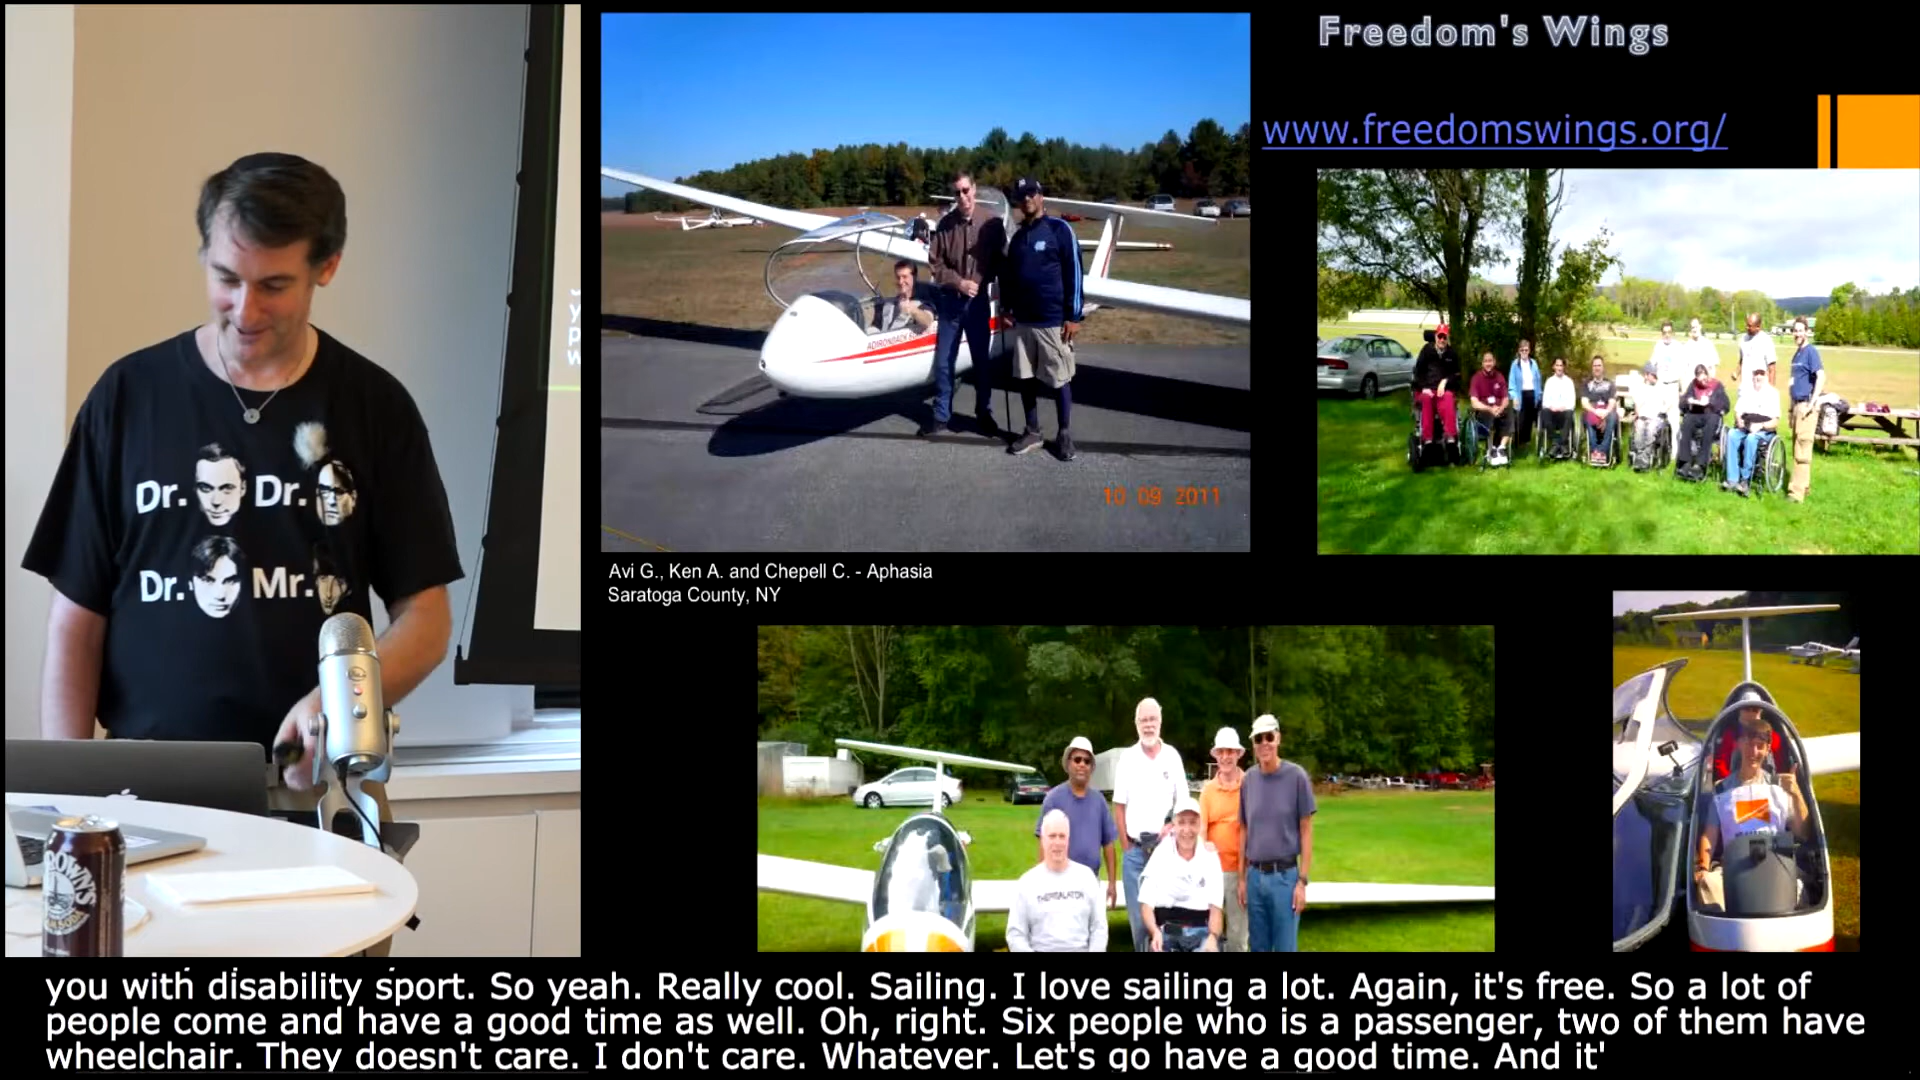 Freedom's Wings
www.freedomswings.org/
ADIRONDACK
10 09 2011
Avi G., Ken A. and Chepell C. - Aphasia
Saratoga County, NY
Dr. Dr.
Dr. Mr.
THERMALATOR
you with disability sport. So yeah. Really cool. Sailing. I love sailing a lot. Again, it's free. So a lot of
people come and have a good time as well. Oh, right. Six people who is a passenger, two of them have
wheelchair. They doesn't care. I don't care. Whatever. Let's go have a good time. And it'